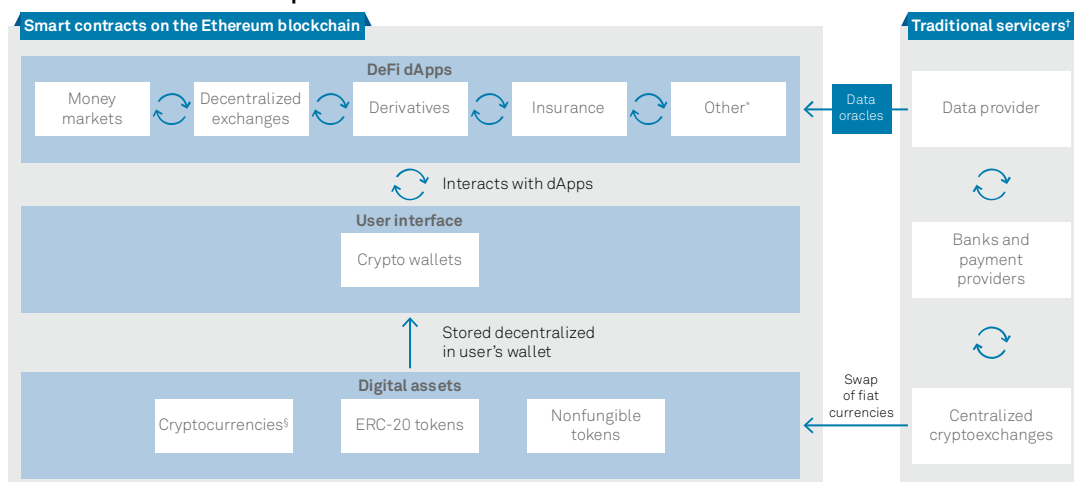 Smart contracts on the Ethereum blockchain
Traditional servicers†
DeFi dApps
Money
markets
Decentralized
exchanges
Derivatives
Insurance
Other*
Data
oracles
Data provider
Interacts with dApps
User interface
Crypto wallets
Banks and
payment
providers
Stored decentralized
in user’s wallet
Digital assets
Cryptocurrencies§
ERC-20 tokens
Nonfungible
tokens
Swap
of fiat
currencies
Centralized
cryptoexchanges